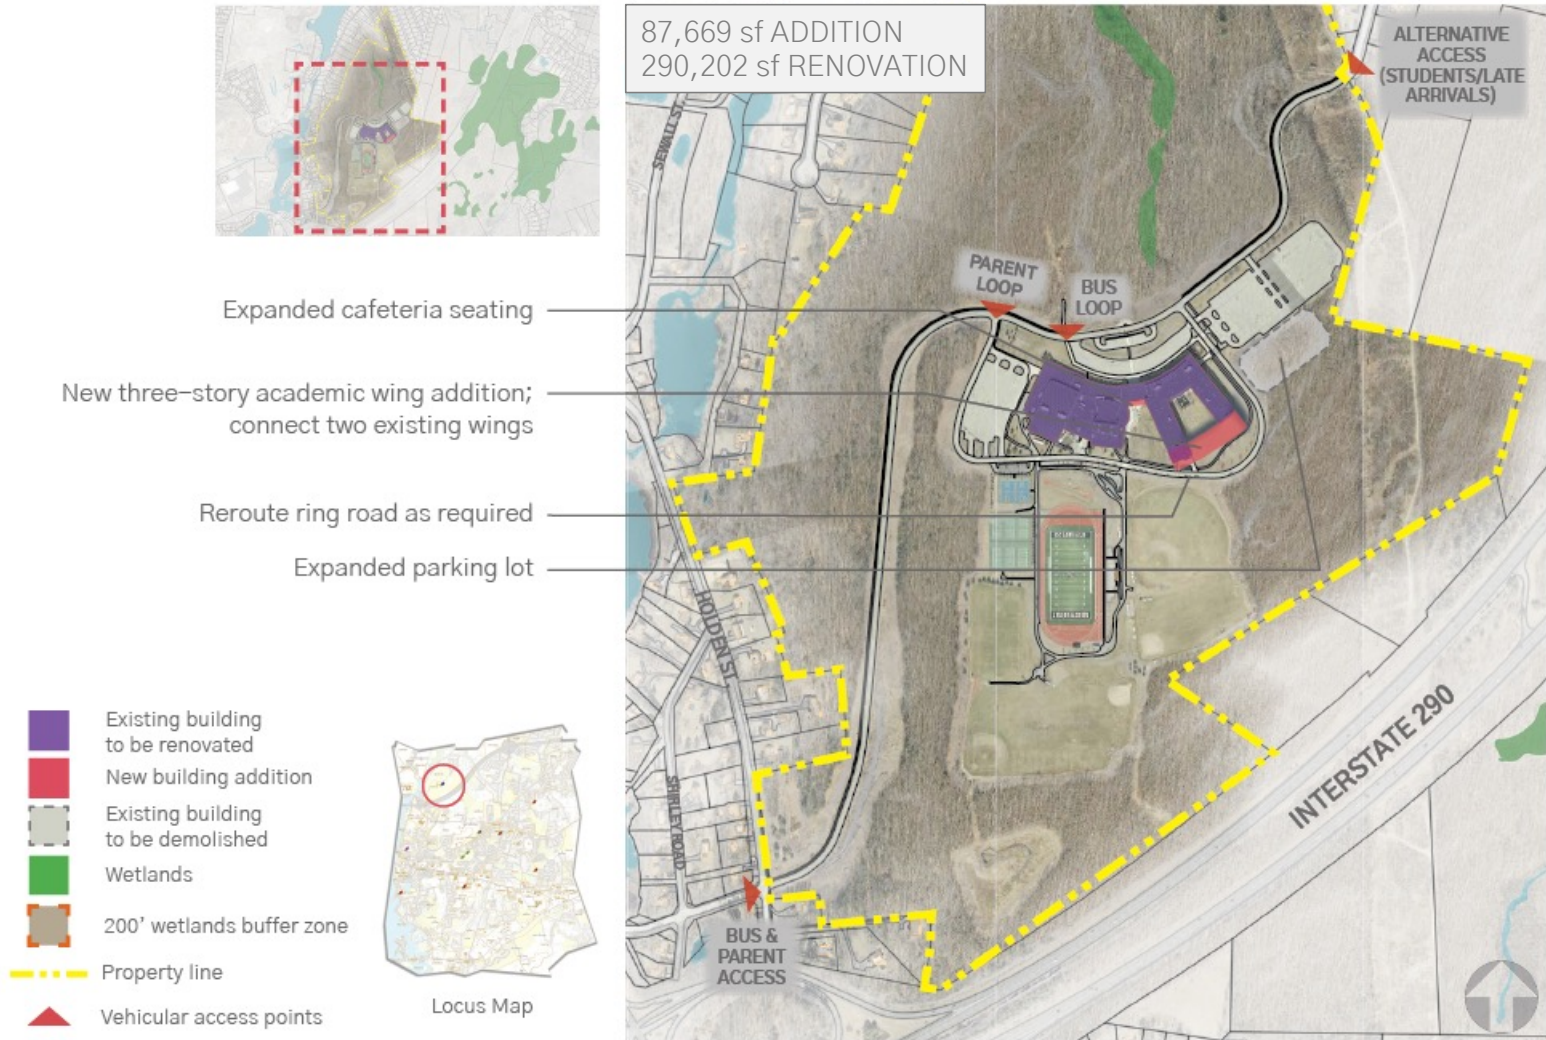 87,669 sf ADDITION
290,202 sf RENOVATION
ALTERNATIVE
ACCESS
(STUDENTS/LATE
ARRIVALS)
SEWALL ST
PARENT
LOOP
BUS
LOOP
Expanded cafeteria seating
New three-story academic wing addition;
connect two existing wings
Reroute ring road as required
Expanded parking lot
HOLDEN ST
SHIRLEY ROAD
INTERSTATE 290
BUS &
PARENT
ACCESS
Existing building
to be renovated
New building addition
Existing building
to be demolished
Wetlands
200' wetlands buffer zone
Property line
Vehicular access points
Locus Map